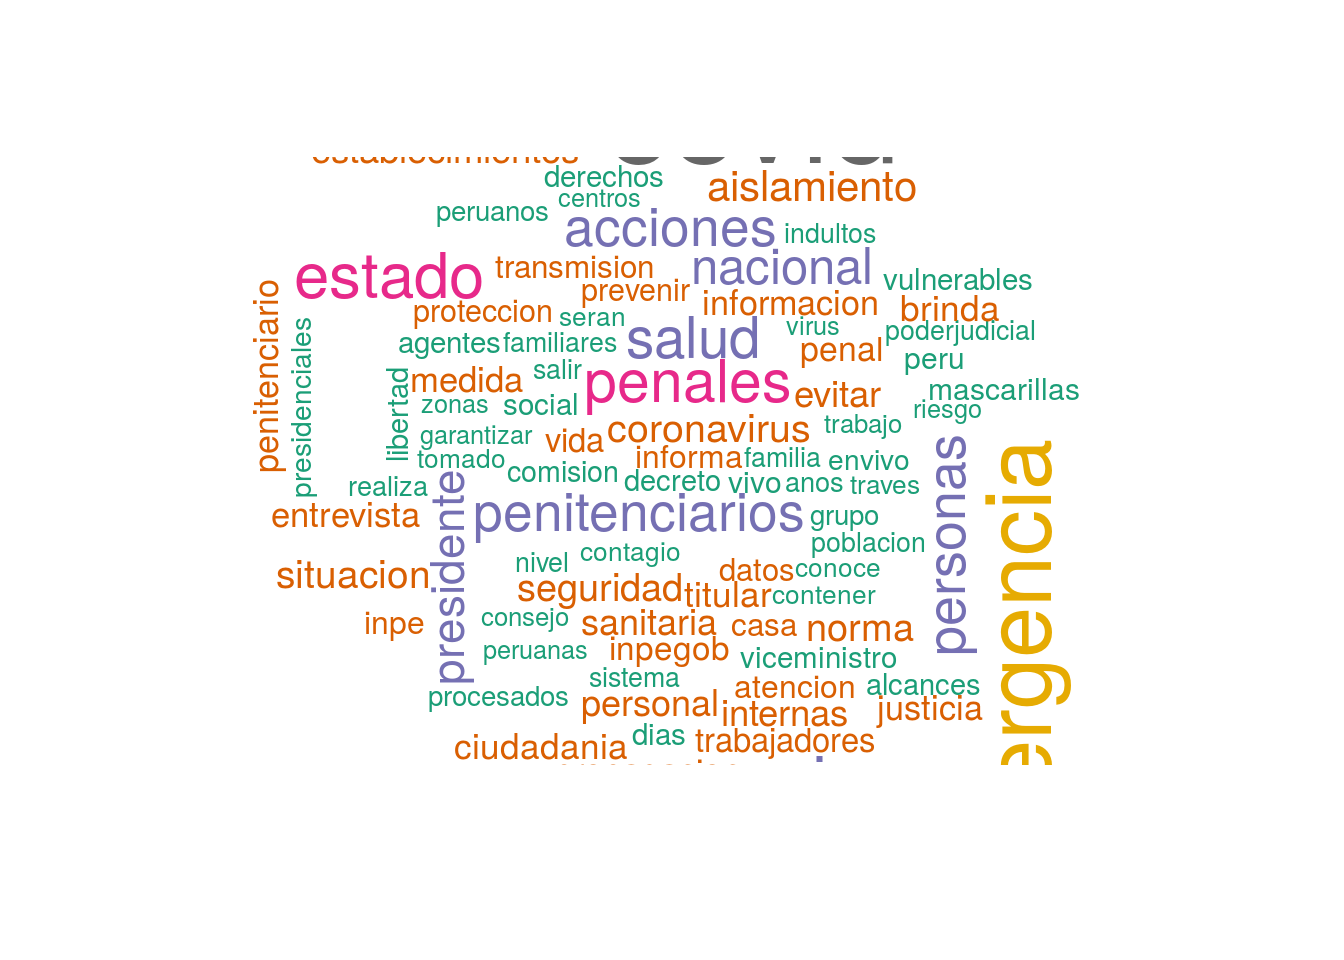 establecimientos covid
derechos
aislamiento
centros
peruanos
acciones
indultos
estado
transmision
nacional
vulnerables
prevenir
informacion
brinda
penitenciario
presidenciales
proteccion
seran
salud
virus
poderjudicial
agentes
familiares
penal
peru
libertad
medida
salir
penales
evitar
mascarillas
zonas
social
riesgo
garantizar
vida
coronavirus
trabajo
tomado
informa
familia
envivo
comision
decreto
vivo
anos
traves
realiza
presidente
personas
ergencia
entrevista
penitenciarios
grupo
poblacion
nivel
contagio
situacion
datos
conoce
seguridad
titular
contener
inpe
consejo
sanitaria
casa
norma
peruanas
inpegob
viceministro
sistema
procesados
atencion
alcances
personal
internas
justicia
ciudadania
dias
trabajadores